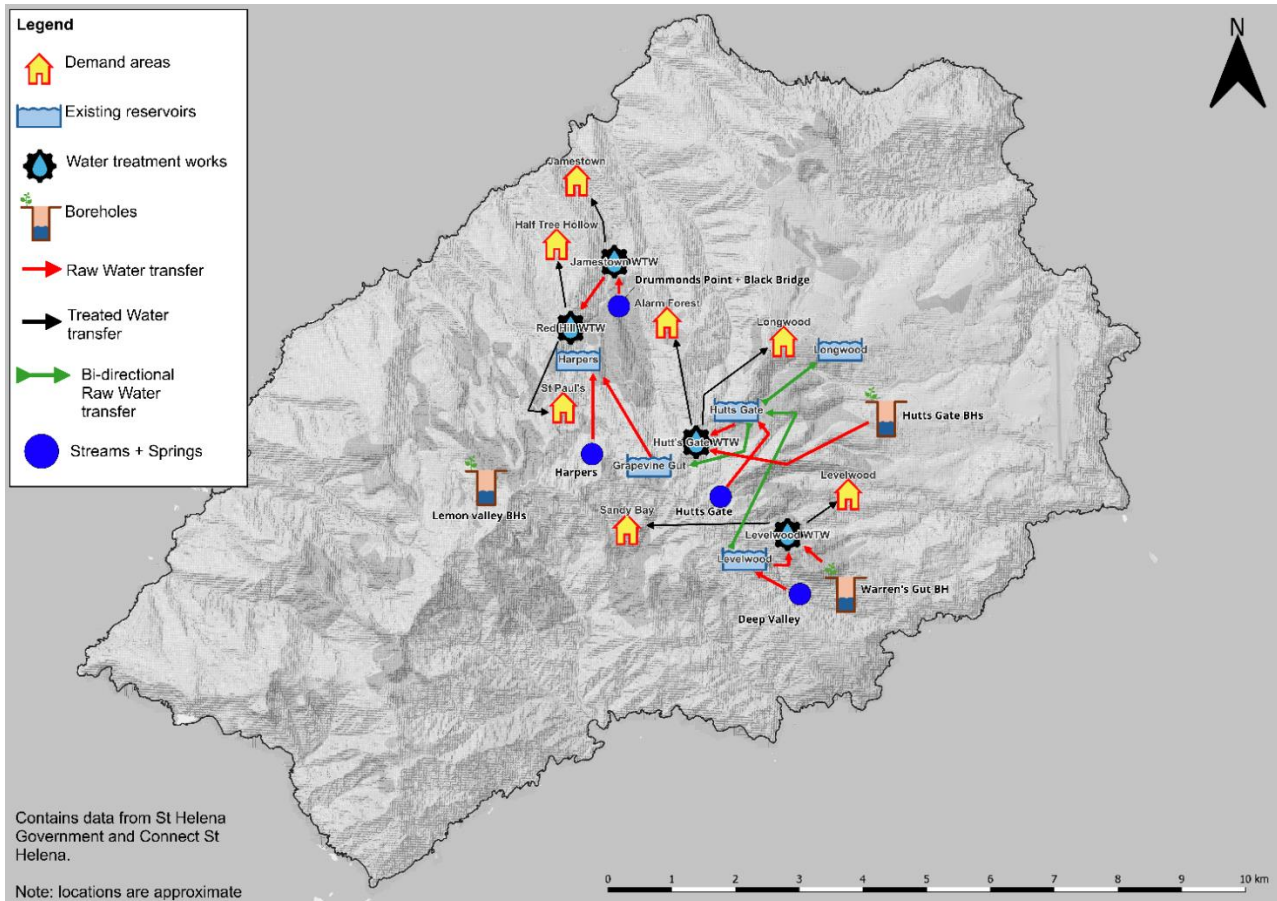 Legend
Demand areas
Existing reservoirs
Water treatment works
Boreholes
Raw Water transfer
Treated Water
transfer
Bi-directional
Raw Water
transfer
Streams + Springs
N
Jamestown
Half Tree Hollow
Jamestown WTW
Drummonds Point + Black Bridge
Alarm Forest
Red Hill WTW
Longwood
Longwood
Harpers
St Paul's
Hutts Gate
Hutts Gate BHs
Hutt's Gate WTW
Grapevine Gut
Harpers
Levelwood
Lemon valley BHs
Hutts Gate
Sandy Bay
Levelwood WTW
Levelwood
Warren's Gut BH
Deep Valley
Contains data from St Helena
Government and Connect St
Helena.
Note: locations are approximate
0 1 2 3 4 5 6 7 8 9 10 km